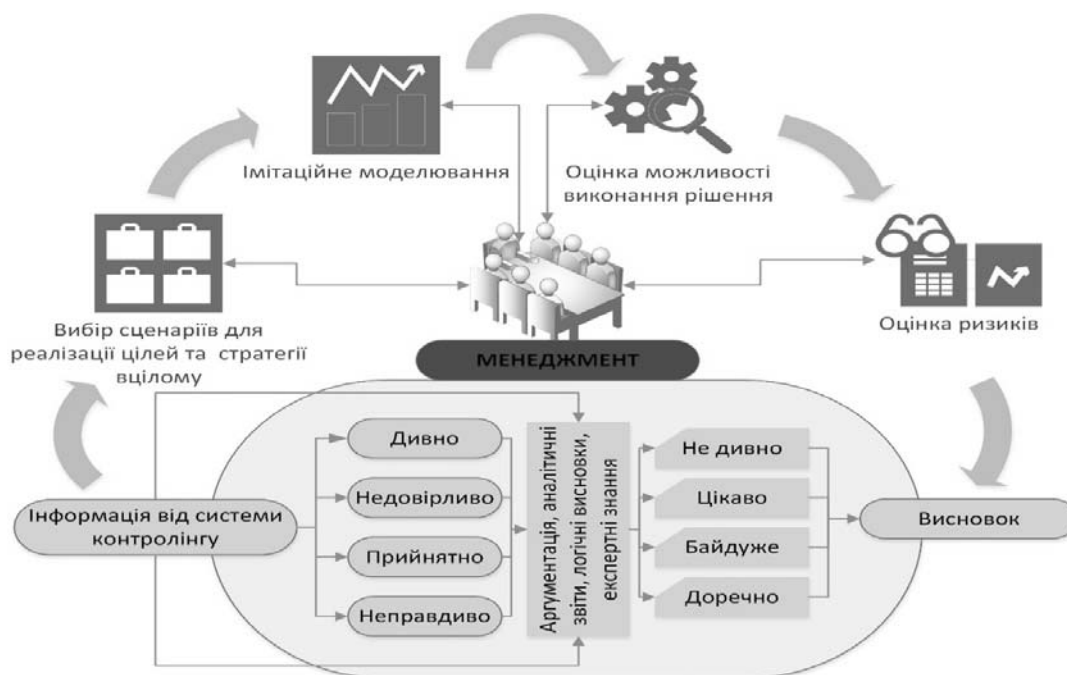 Імітаційне моделювання
Оцінка можливості
виконання рішення
Вибір сценаріїв для
реалізації цілей та стратегії
вцілому
Оцінка ризиків
МЕНЕДЖМЕНТ
Інформація від системи
контролінгу
Дивно
Недовірливо
Прийнятно
Неправдиво
Аргументація, аналітичні
звіти, логічні висновки,
експертні знання
Не дивно
Цікаво
Байдуже
Доречно
Висновок